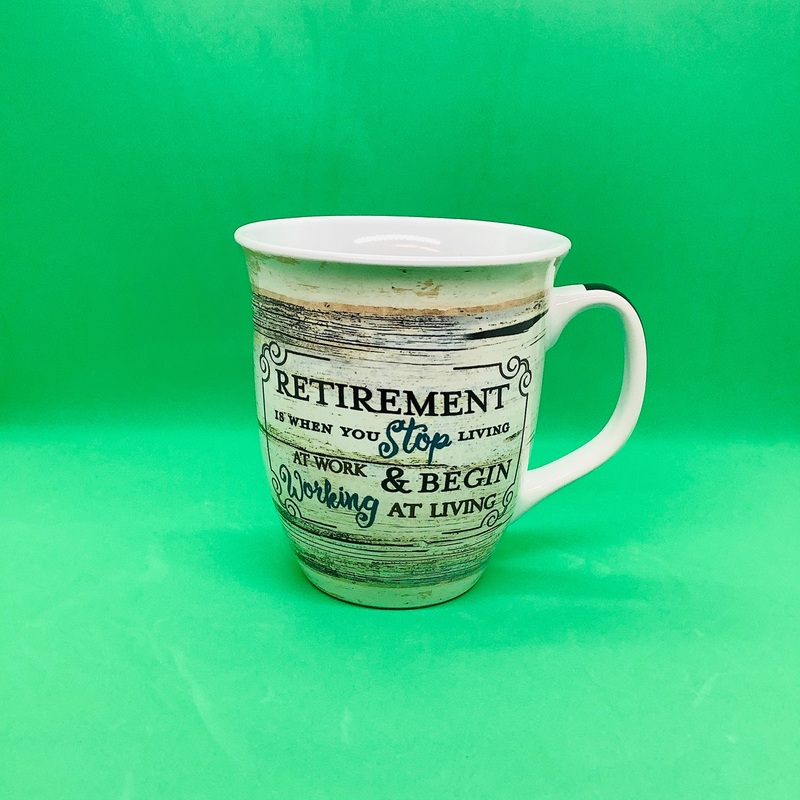 RETIREMENT
IS WHEN YOU Stop LIVING
AT WORK & BEGIN
Working AT LIVING